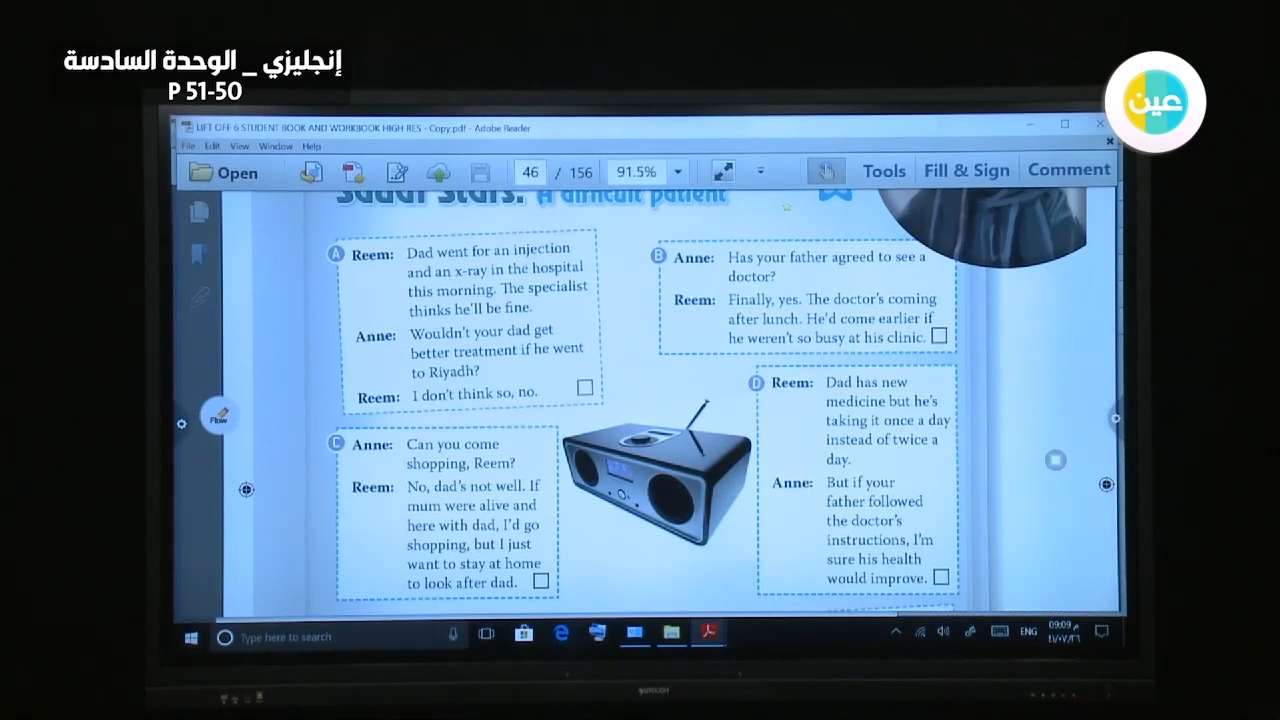 إنجليزي _ الوحدة السادسة
P 51-50
عين
LIFT OFF 6 STUDENT BOOK AND WORKBOOK HIGH RES - Copy.pdf - Adobe Reader
File Edit View Window Help
Open 46 / 156 91.5% Tools Fill & Sign Comment
Saudi Stars: A difficult patient
A Reem: Dad went for an injection
and an x-ray in the hospital
this morning. The specialist
thinks he'll be fine.
Anne: Wouldn't your dad get
better treatment if he went
to Riyadh?
Reem: I don't think so, no.
B Anne: Has your father agreed to see a
doctor?
Reem: Finally, yes. The doctor's coming
after lunch. He'd come earlier if
he weren't so busy at his clinic.
C Anne: Can you come
shopping, Reem?
Reem: No, dad's not well. If
mum were alive and
here with dad, I'd go
shopping, but I just
want to stay at home
to look after dad.
D Reem: Dad has new
medicine but he's
taking it once a day
instead of twice a
day.
Anne: But if your
father followed
the doctor's
instructions, I'm
sure his health
would improve.
Flow
Type here to search
ENG
09:09 م